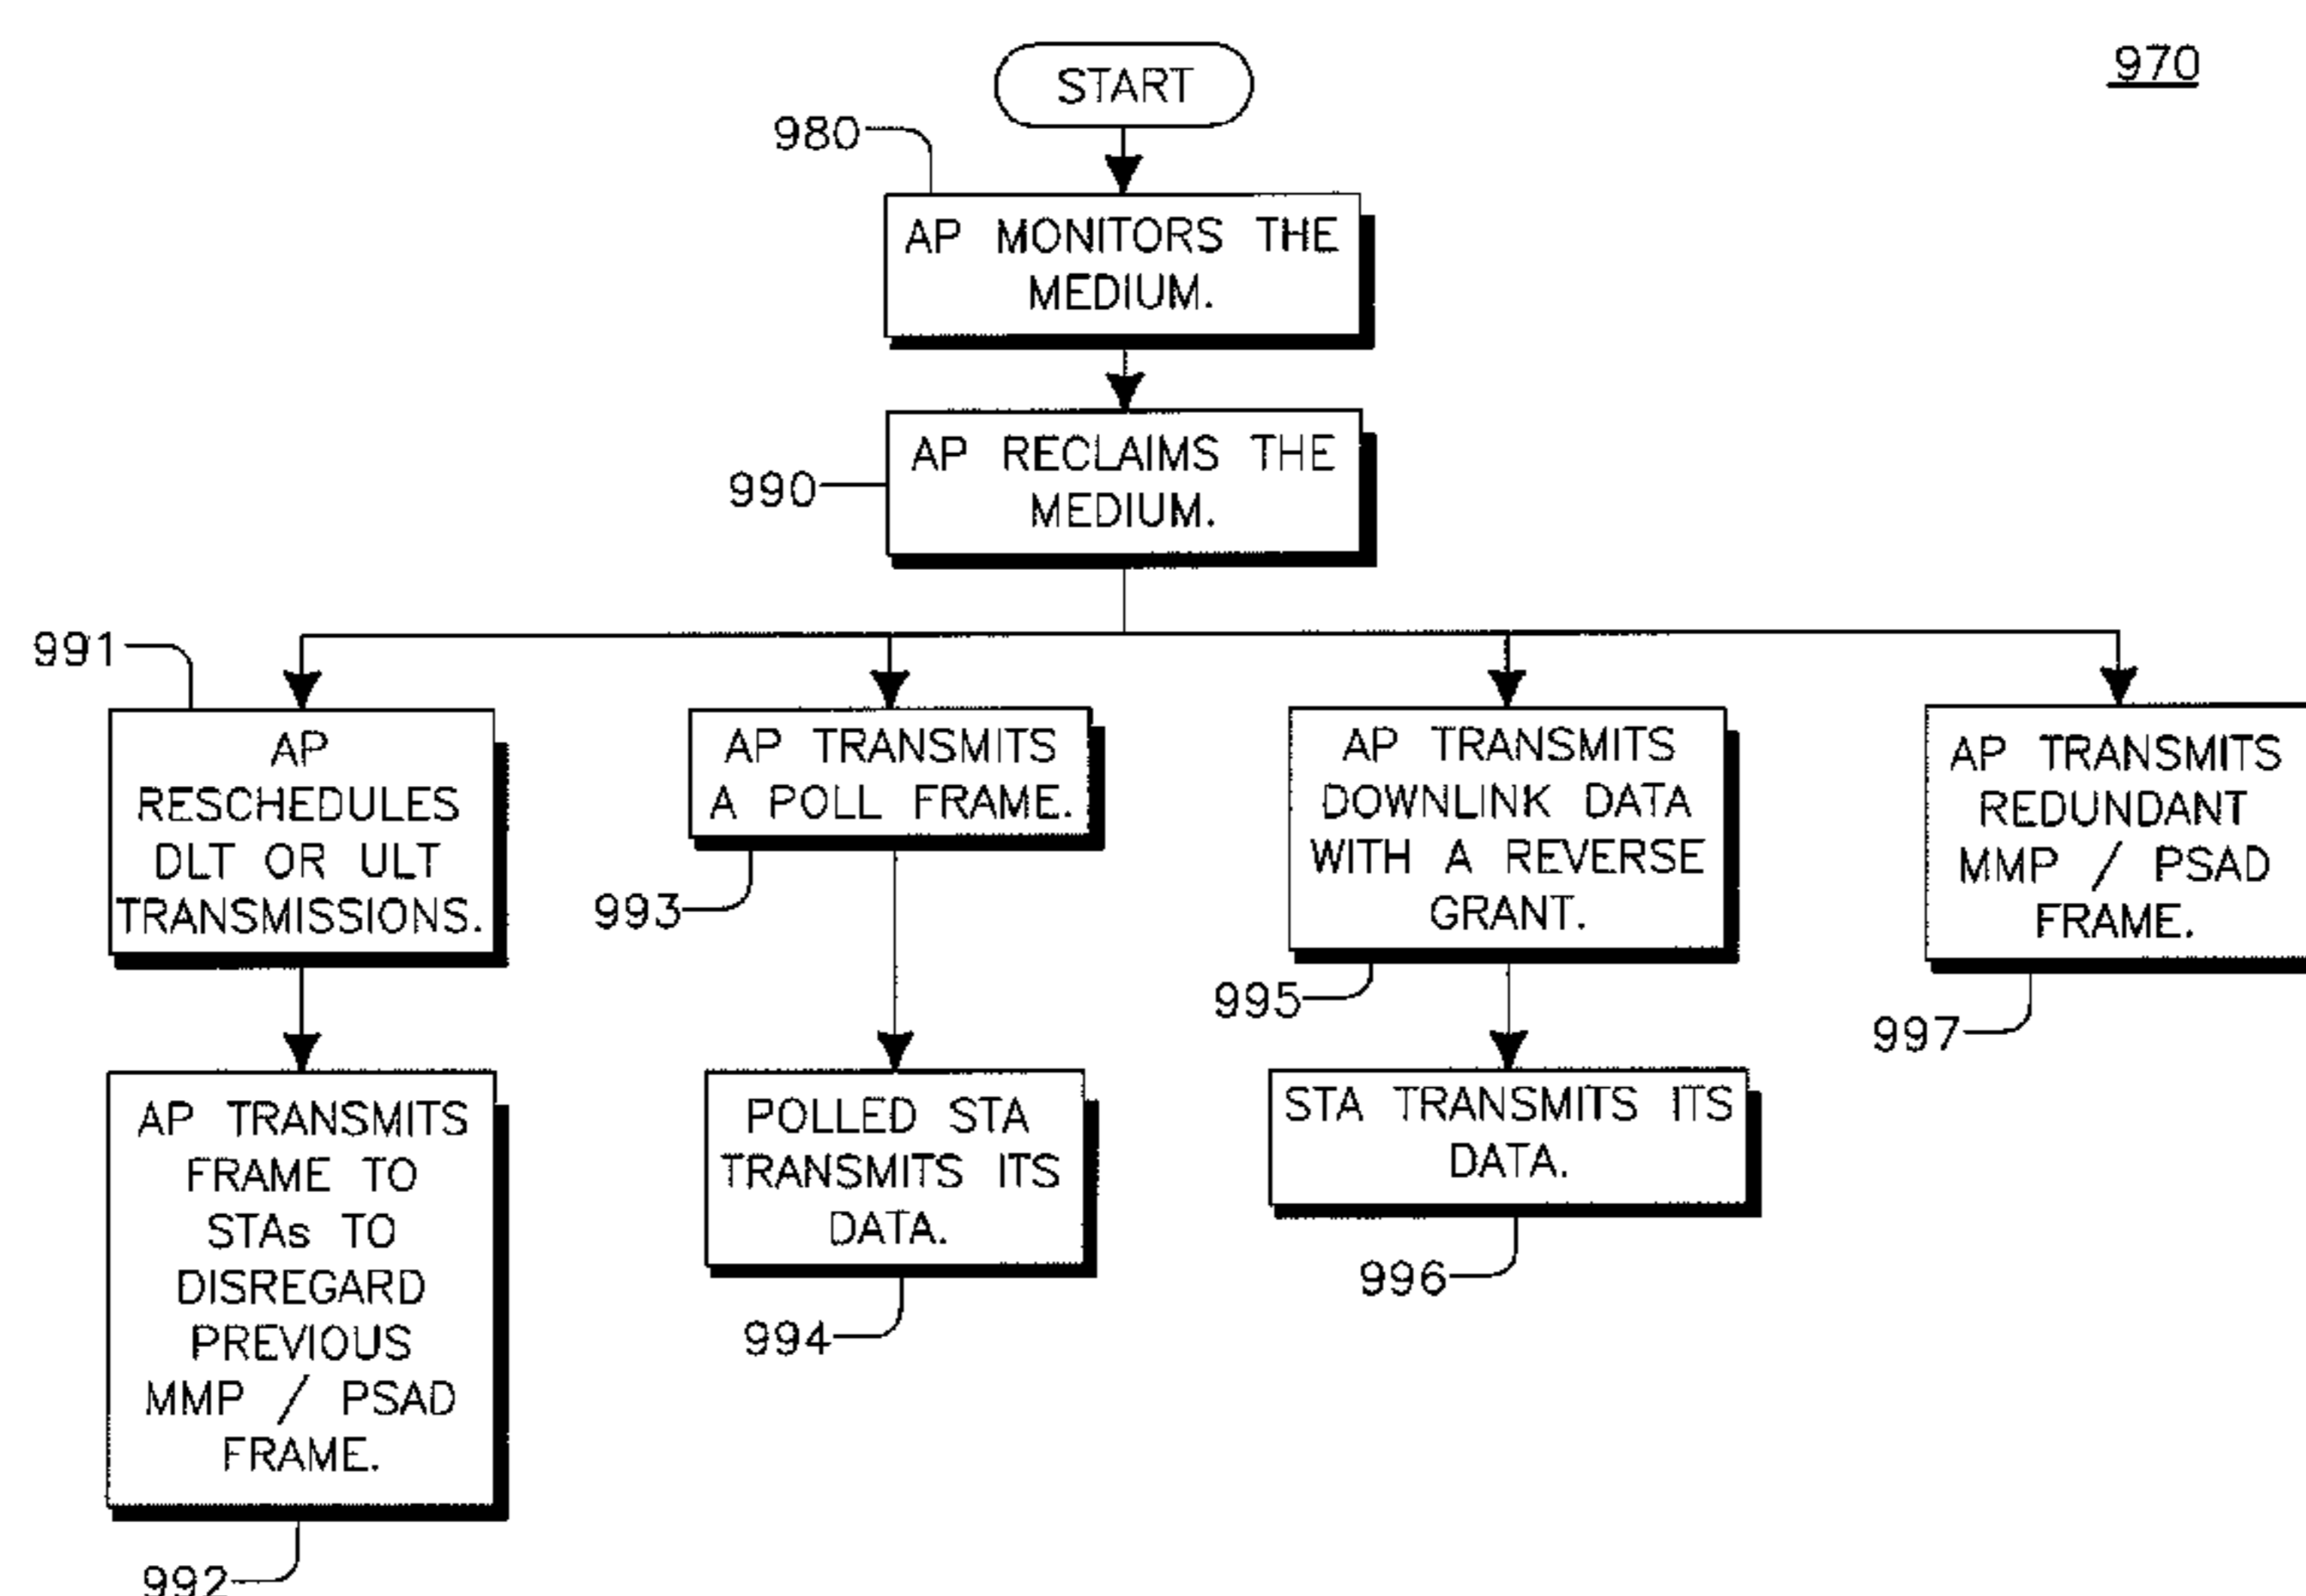 970
START
980
AP MONITORS THE
MEDIUM.
AP RECLAIMS THE
MEDIUM.
990
991
AP
RESCHEDULES
DLT OR ULT
TRANSMISSIONS.
AP TRANSMITS
A POLL FRAME.
993
AP TRANSMITS
DOWNLINK DATA
WITH A REVERSE
GRANT.
995
AP TRANSMITS
REDUNDANT
MMP / PSAD
FRAME.
997
AP TRANSMITS
FRAME TO
STAs TO
DISREGARD
PREVIOUS
MMP / PSAD
FRAME.
992
POLLED STA
TRANSMITS ITS
DATA.
994
STA TRANSMITS ITS
DATA.
996